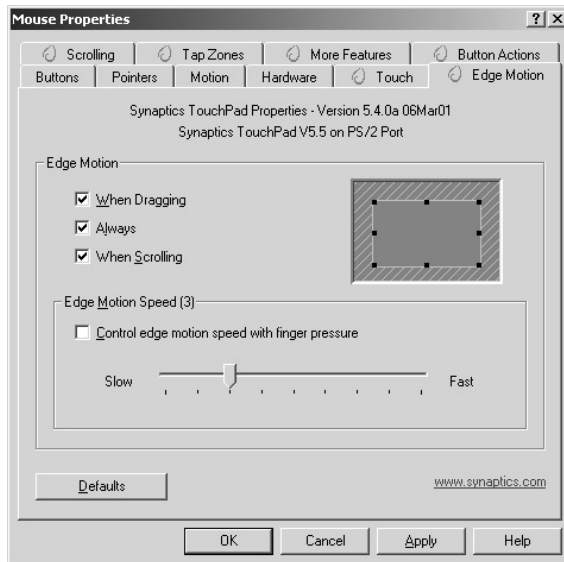 Mouse Properties
Scrolling Tap Zones More Features Button Actions
Buttons Pointers Motion Hardware Touch Edge Motion
Synaptics TouchPad Properties - Version 5.4.0a 06Mar01
Synaptics TouchPad V5.5 on PS/2 Port
Edge Motion
When Dragging
Always
When Scrolling
Edge Motion Speed (3)
Control edge motion speed with finger pressure
Slow Fast
Defaults www.synaptics.com
OK Cancel Apply Help